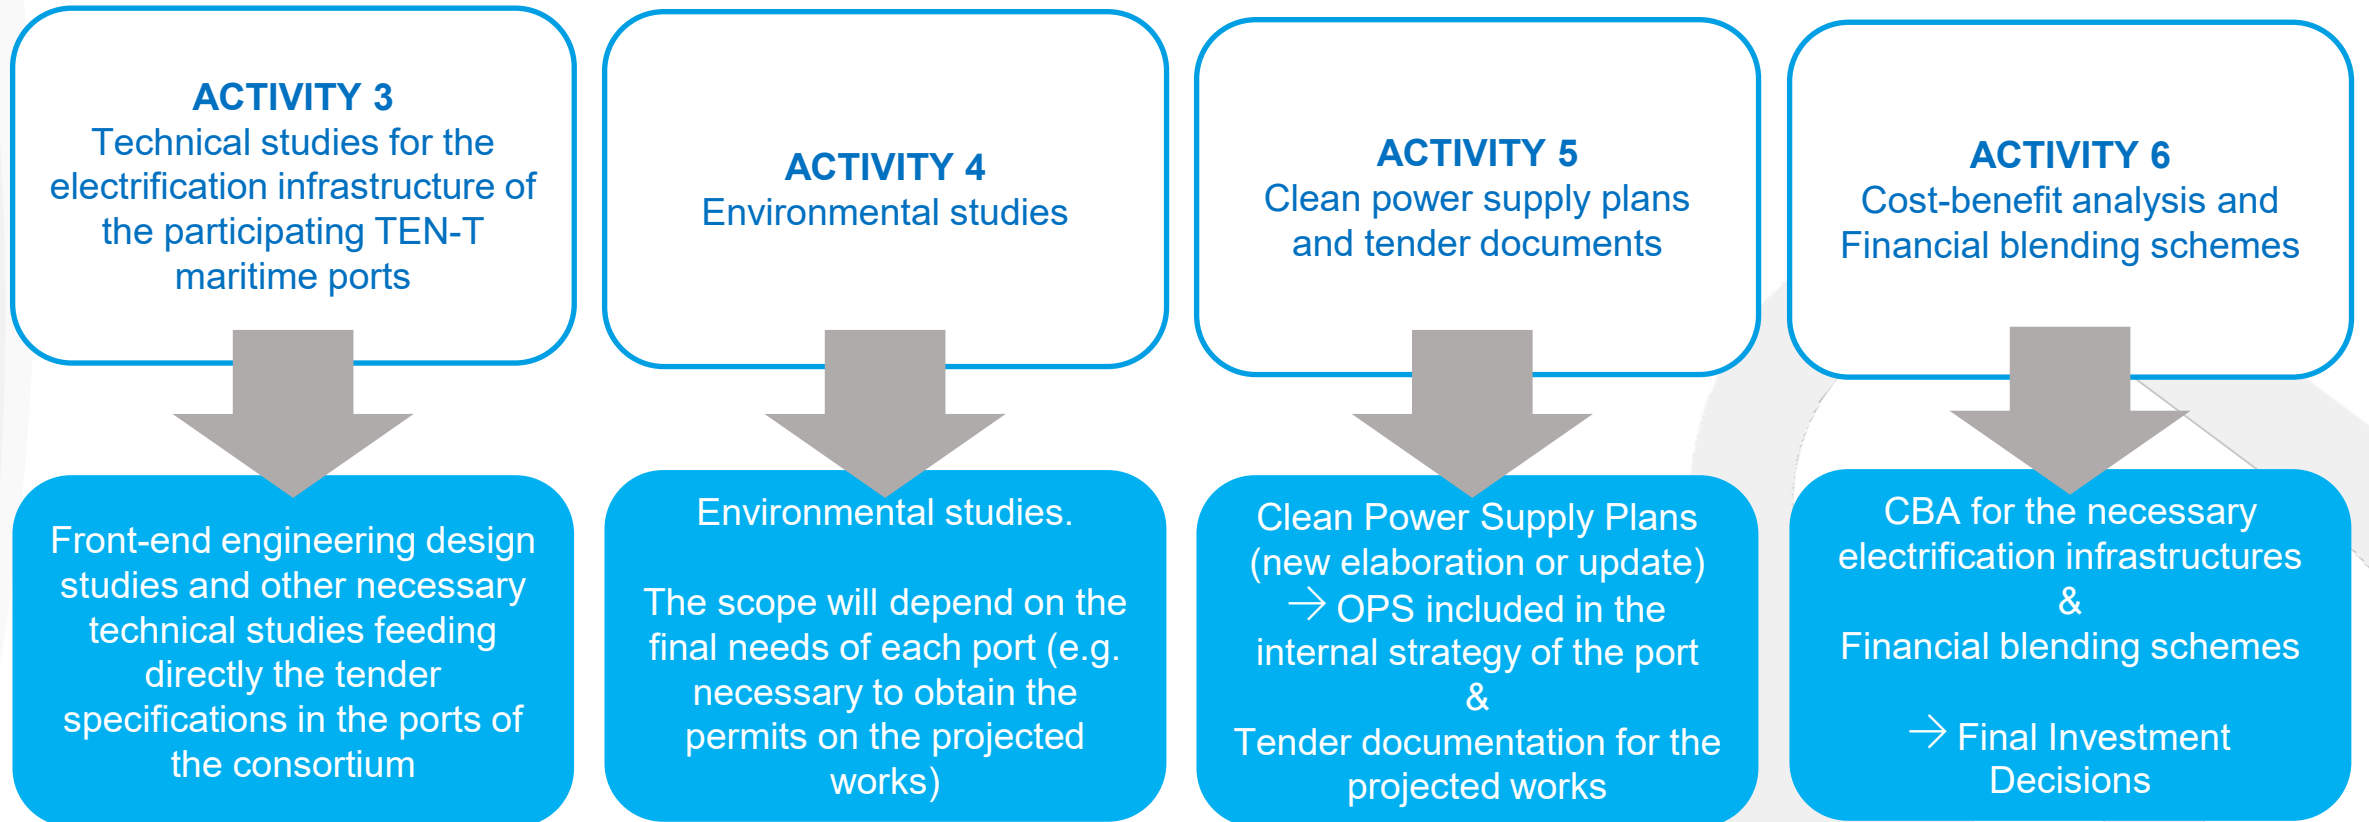 ACTIVITY 3
Technical studies for the
electrification infrastructure of
the participating TEN-T
maritime ports
ACTIVITY 4
Environmental studies
ACTIVITY 5
Clean power supply plans
and tender documents
ACTIVITY 6
Cost-benefit analysis and
Financial blending schemes
Front-end engineering design
studies and other necessary
technical studies feeding
directly the tender
specifications in the ports of
the consortium
Environmental studies.
The scope will depend on the
final needs of each port (e.g.
necessary to obtain the
permits on the projected
works)
Clean Power Supply Plans
(new elaboration or update)
→ OPS included in the
internal strategy of the port
&
Tender documentation for the
projected works
CBA for the necessary
electrification infrastructures
&
Financial blending schemes
→ Final Investment
Decisions